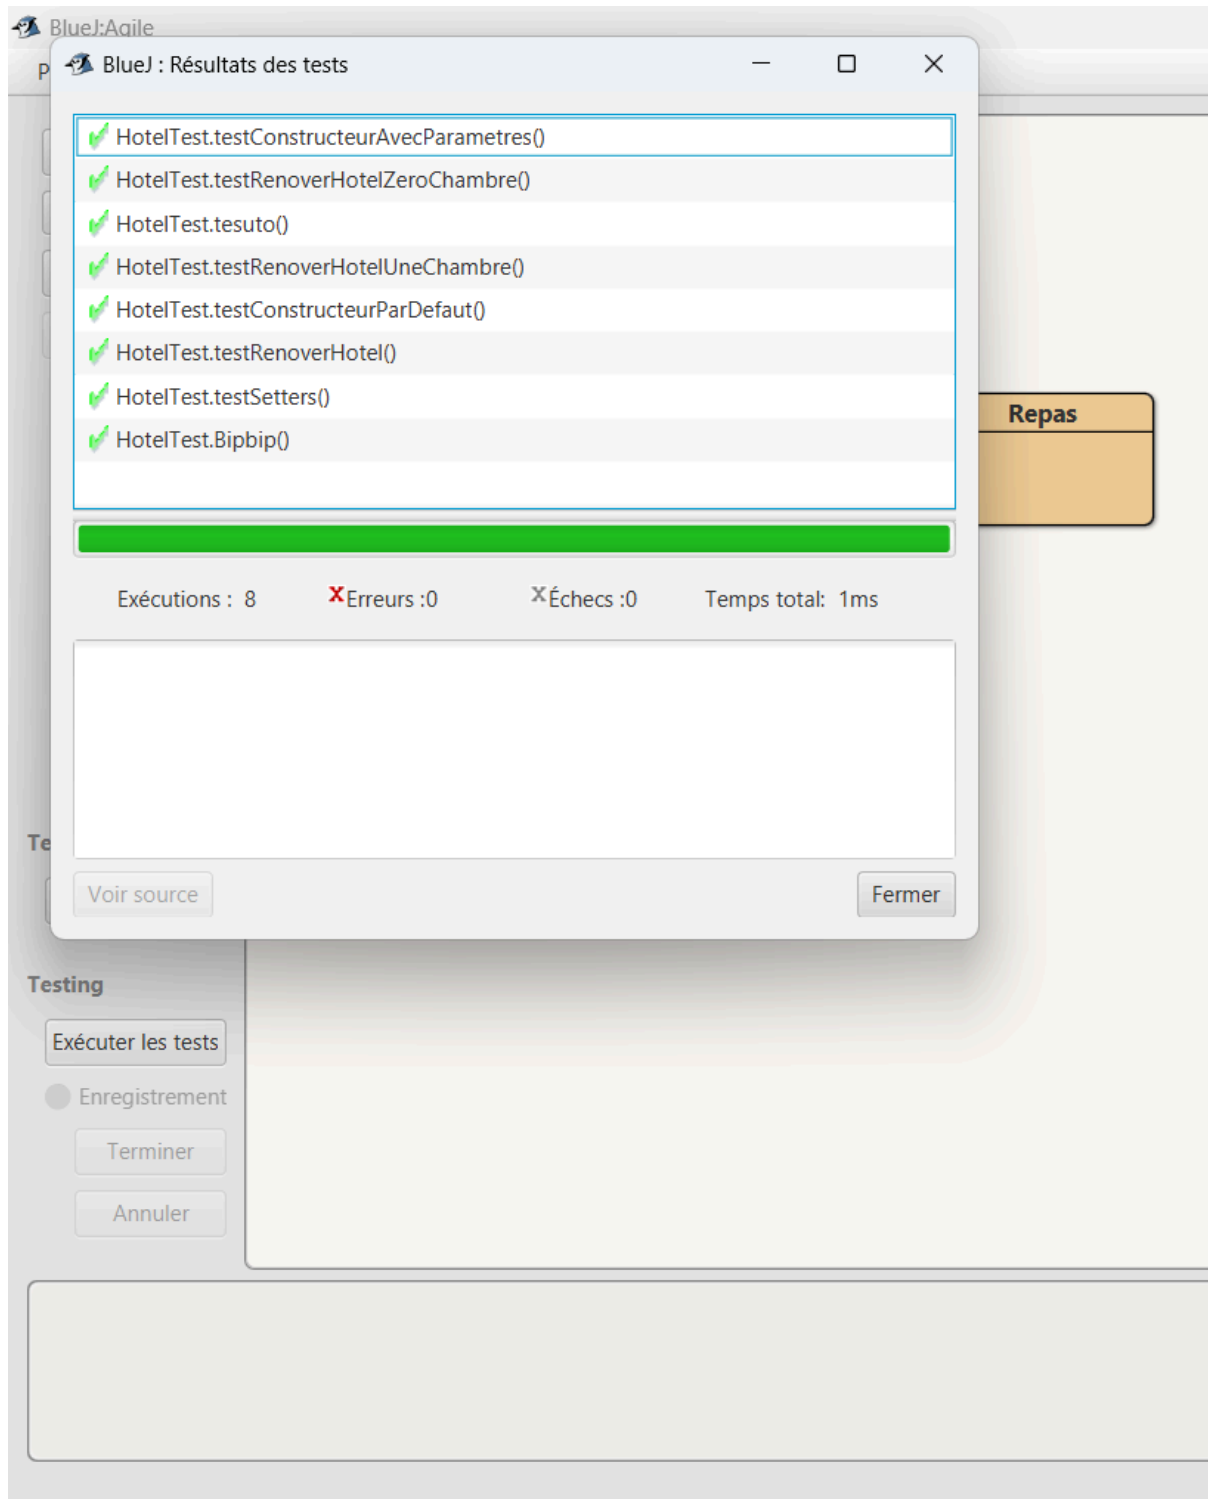 BlueJ:Agile
P
BlueJ : Résultats des tests
HotelTest.testConstructeurAvecParametres()
HotelTest.testRenoverHotelZeroChambre()
HotelTest.tesuto()
HotelTest.testRenoverHotelUneChambre()
HotelTest.testConstructeurParDefaut()
HotelTest.testRenoverHotel()
HotelTest.testSetters()
HotelTest.Bipbip()
Repas
Exécutions : 8 Erreurs :0 Échecs :0 Temps total: 1ms
Te
Voir source Fermer
Testing
Exécuter les tests
Enregistrement
Terminer
Annuler